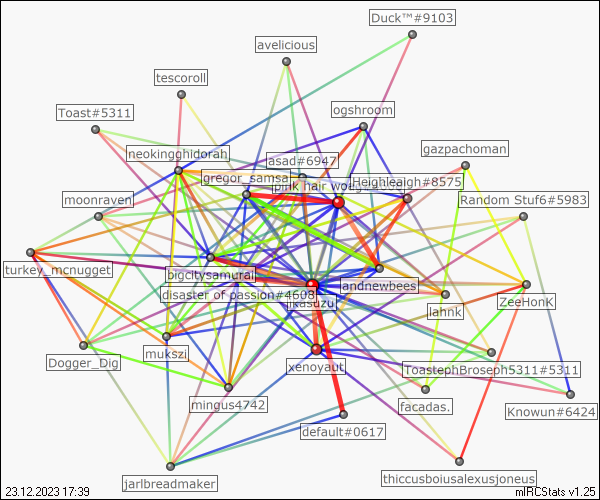 Duck™#9103
avelicious
tescoroll
Toast#5311
ogshroom
neokingghidorah
asad#6947
gazpachoman
gregor_samsa
pink hair
Heighleaigh#8575
moonraven
Random Stuf6#5983
turkey_mcnugget
bigcitysamurai
andnewbees
disaster of passion#4608
ikasuzu
lahnk
ZeeHonK
mukszi
Dogger_Dig
xenoyaut
ToastephBroseph5311#5311
mingus4742
facadas.
Knowun#6424
default#0617
jarlbreadmaker
thiccusboiusalexusjoneus
23.12.2023 17:39
mIRCStats v1.25